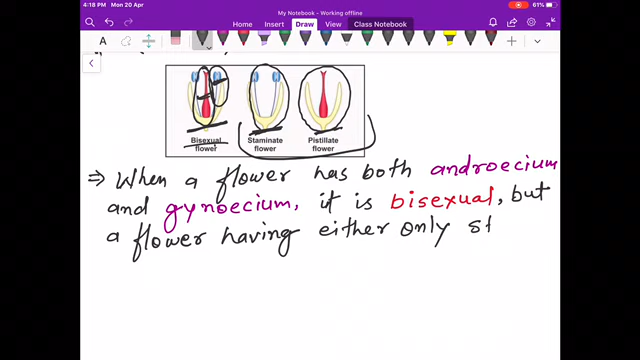 4:18 PM Mon 20 Apr
My Notebook - Working offline
61%
Home Insert Draw View Class Notebook
A
Bisexual flower
Staminate flower
Pistillate flower
⇒ When a flower has both androecium
and gynoecium, it is bisexual, but
a flower having either only st